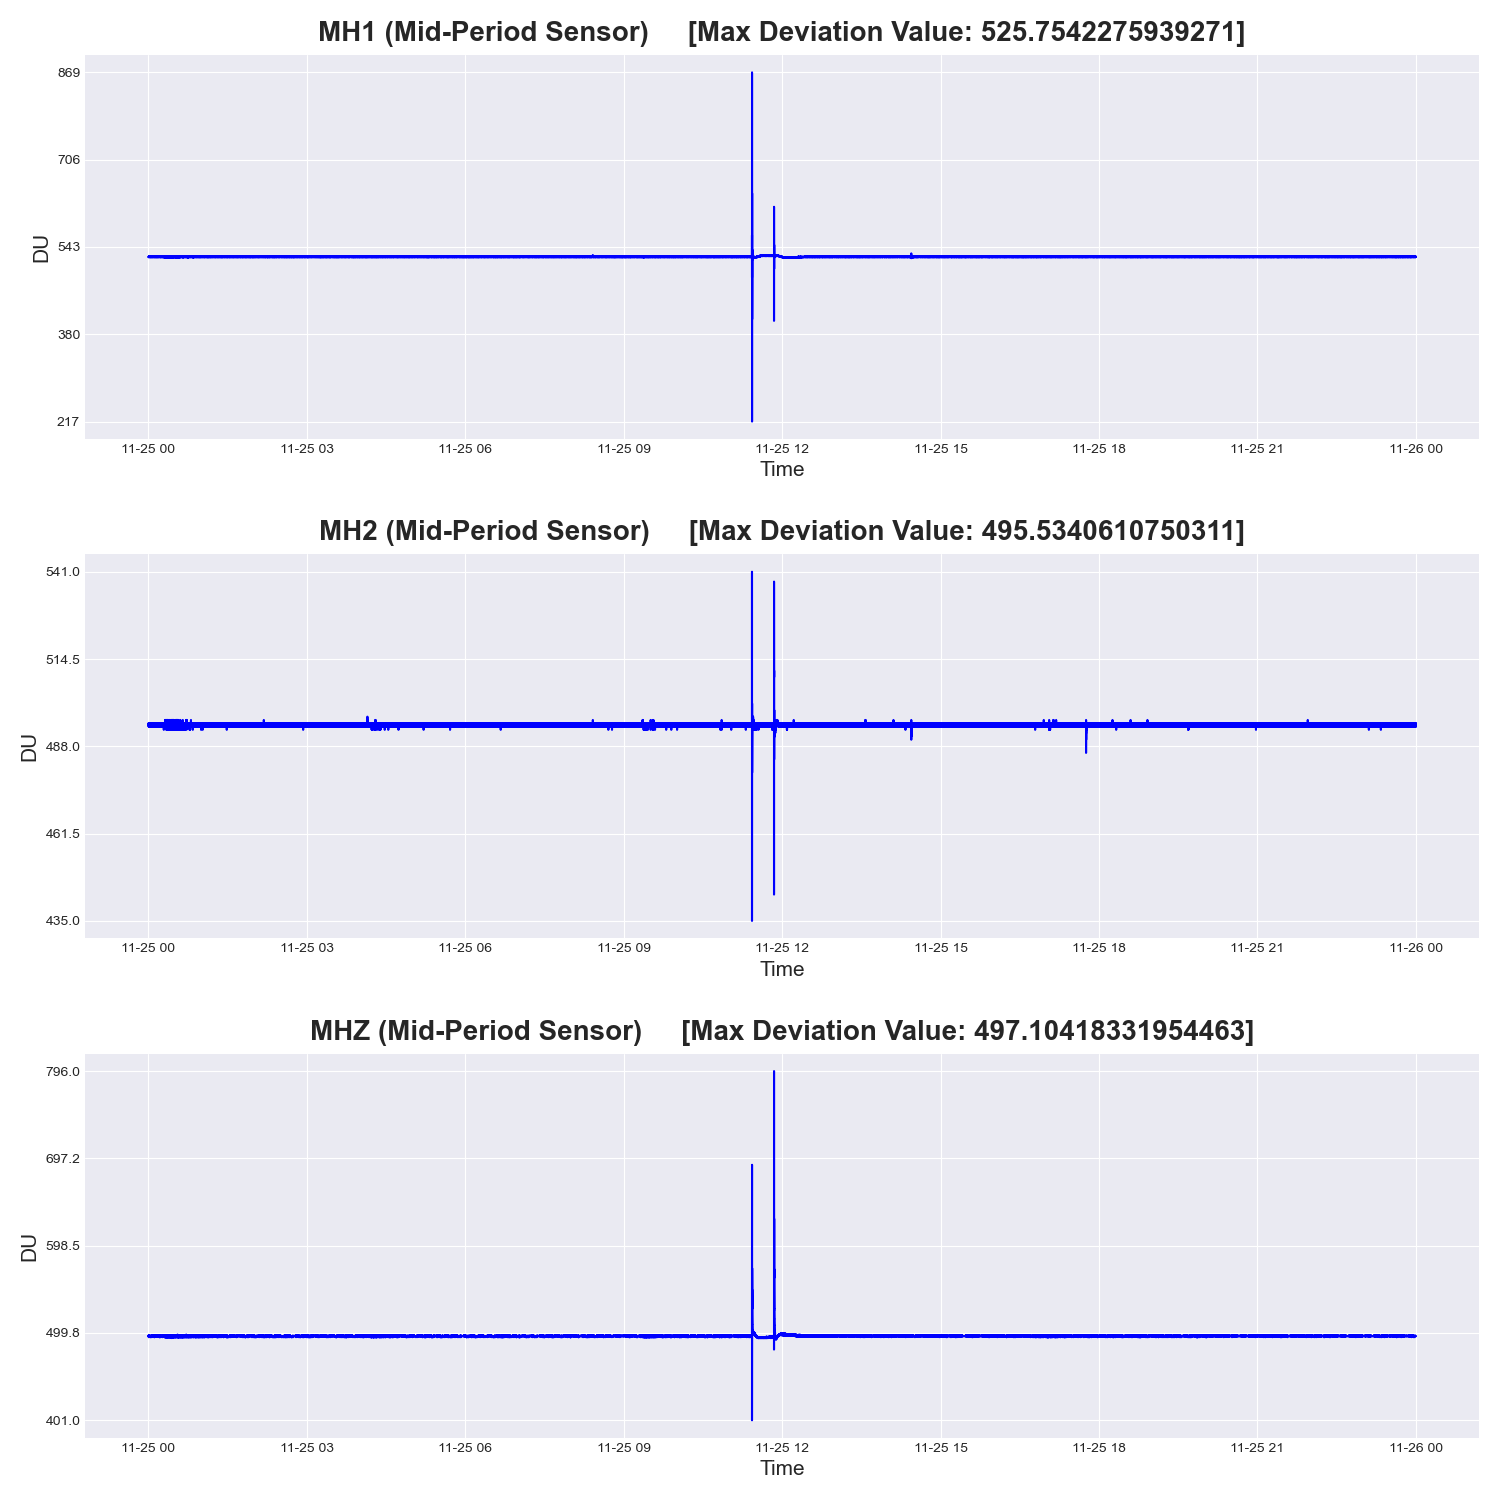 MH1 (Mid-Period Sensor) [Max Deviation Value: 525.7542275939271]
869
706
543
380
217
DU
11-25 00 11-25 03 11-25 06 11-25 09 11-25 12 11-25 15 11-25 18 11-25 21 11-26 00
Time
MH2 (Mid-Period Sensor) [Max Deviation Value: 495.5340610750311]
541.0
514.5
488.0
461.5
435.0
DU
11-25 00 11-25 03 11-25 06 11-25 09 11-25 12 11-25 15 11-25 18 11-25 21 11-26 00
Time
MHZ (Mid-Period Sensor) [Max Deviation Value: 497.10418331954463]
796.0
697.2
598.5
499.8
401.0
DU
11-25 00 11-25 03 11-25 06 11-25 09 11-25 12 11-25 15 11-25 18 11-25 21 11-26 00
Time